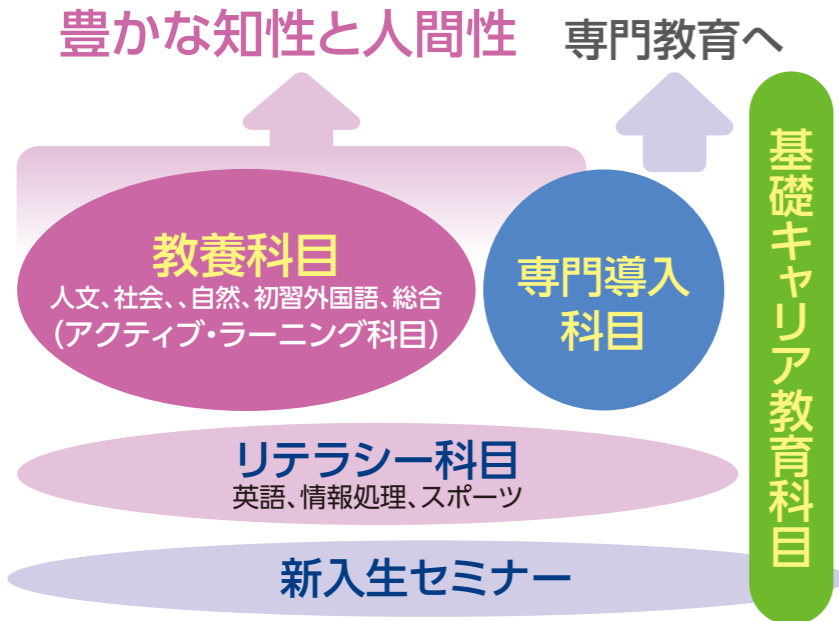 豊かな知性と人間性
専門教育へ
教養科目
人文、社会、、自然、初習外国語、総合
(アクティブ・ラーニング科目)
専門導入
科目
リテラシー科目
英語、情報処理、スポーツ
新入生セミナー
基礎キャリア教育科目